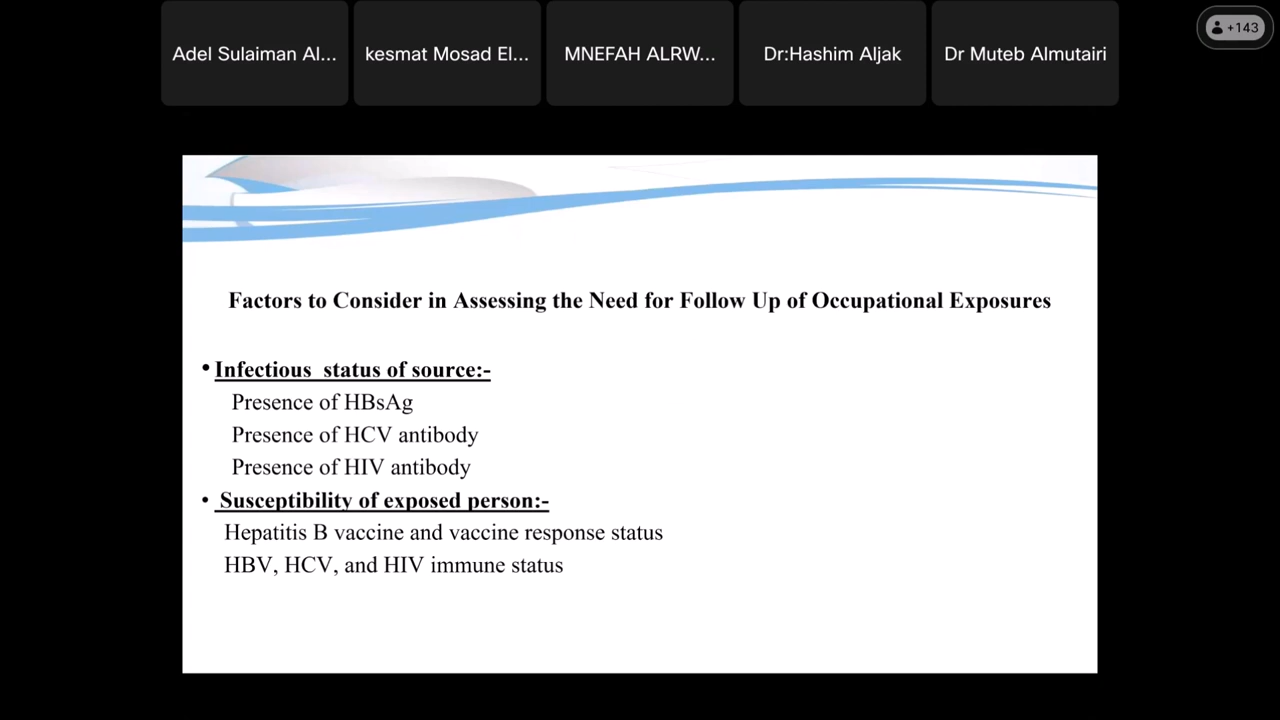 Adel Sulaiman Al...
kesmat Mosad El...
MNEFAH ALRW...
Dr:Hashim Aljak
Dr Muteb Almutairi
+143
Factors to Consider in Assessing the Need for Follow Up of Occupational Exposures
• Infectious  status of source:-
Presence of HBsAg
Presence of HCV antibody
Presence of HIV antibody
• Susceptibility of exposed person:-
Hepatitis B vaccine and vaccine response status
HBV, HCV, and HIV immune status